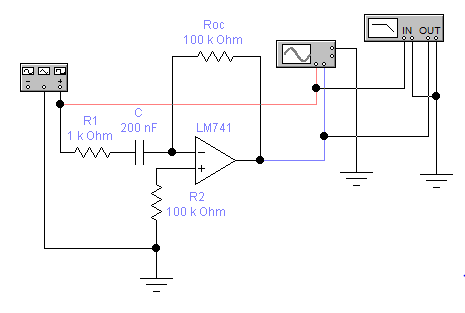 Roc
100 k Ohm
IN OUT
R1
1 k Ohm
C
200 nF
LM741
R2
100 k Ohm